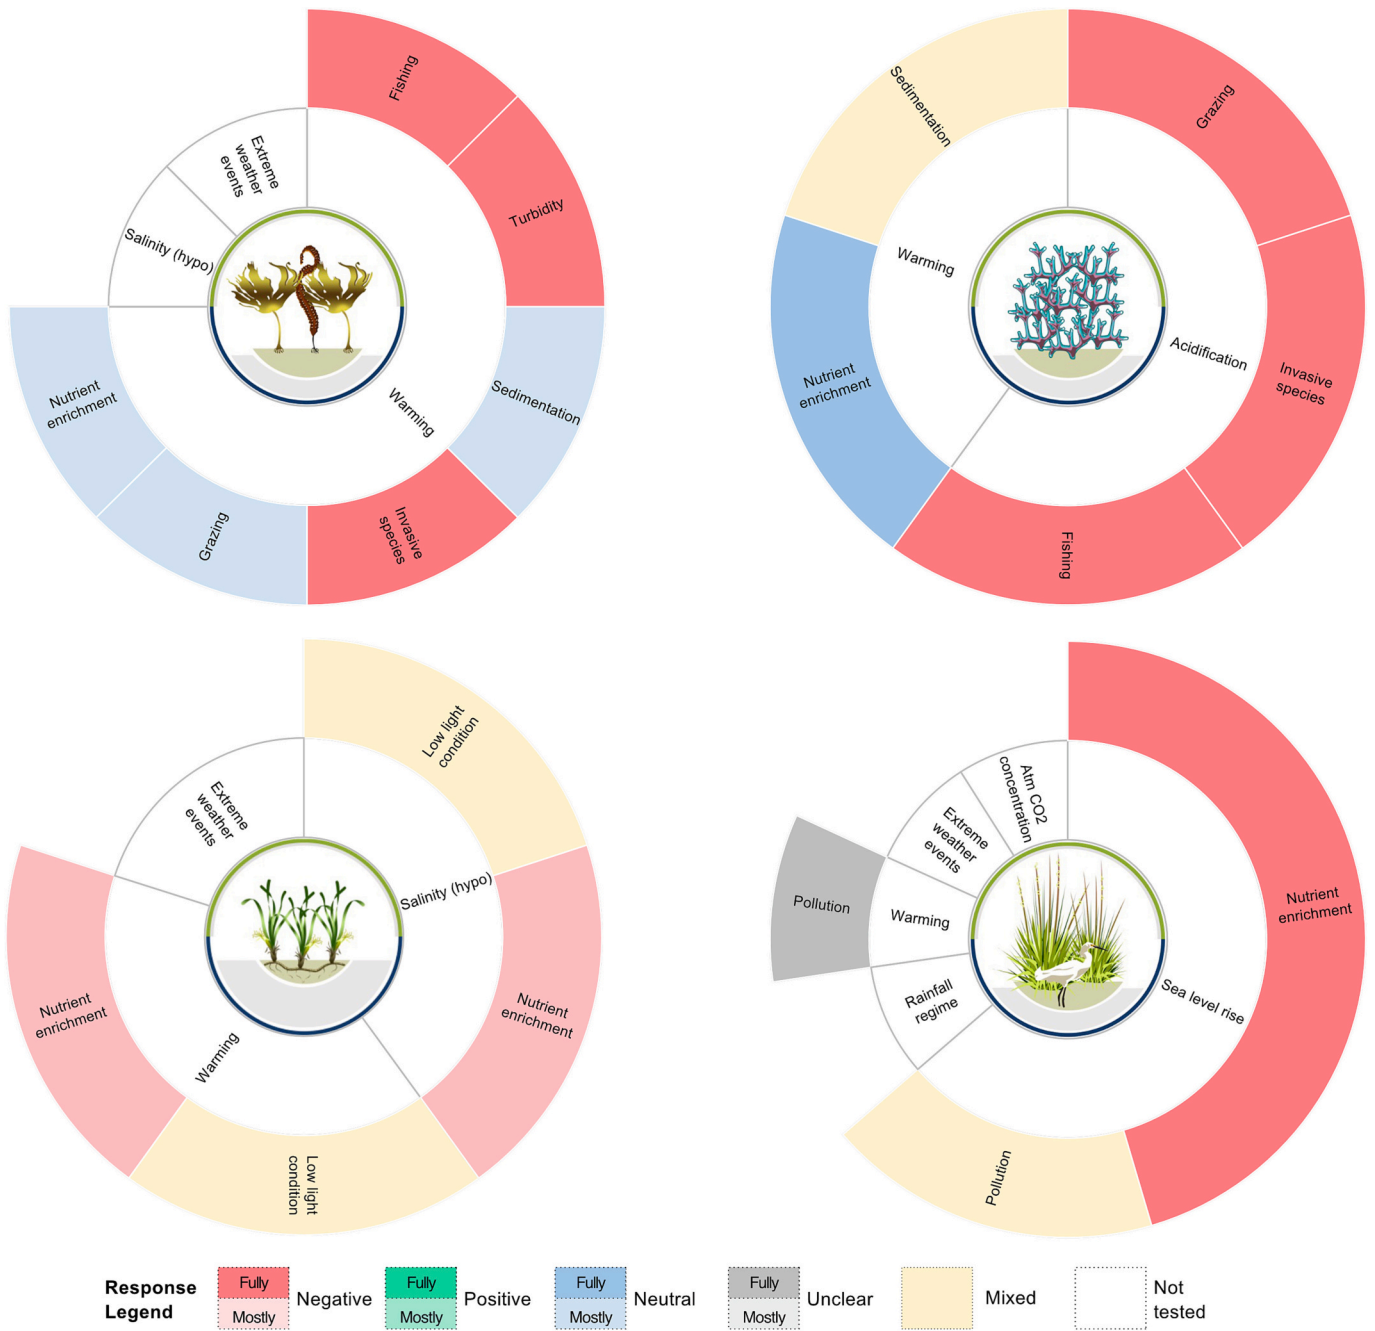 Fishing
Turbidity
Extreme
weather
events
Salinity (hypo)
Warming
Sedimentation
Nutrient
enrichment
Grazing
Invasive
species
Sedimentation
Grazing
Warming
Acidification
Nutrient
enrichment
Invasive
species
Fishing
Low light
condition
Extreme
weather
events
Salinity (hypo)
Nutrient
enrichment
Nutrient
enrichment
Warming
Low light
condition
Atm CO2
concentration
Extreme
weather
events
Pollution
Warming
Nutrient
enrichment
Rainfall
regime
Sea level rise
Pollution
Response
Legend
Fully
Mostly
Negative
Fully
Mostly
Positive
Fully
Mostly
Neutral
Fully
Mostly
Unclear
Mixed
Not
tested